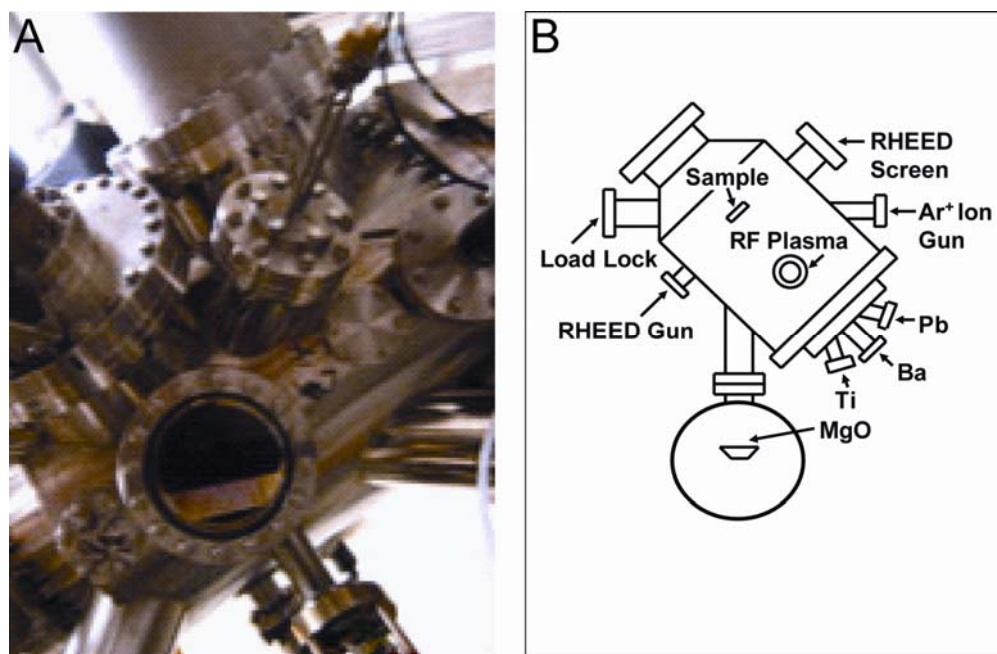 A
B
RHEED
Screen
Sample
Ar+ Ion
Gun
RF Plasma
Load Lock
RHEED Gun
Pb
Ba
Ti
MgO